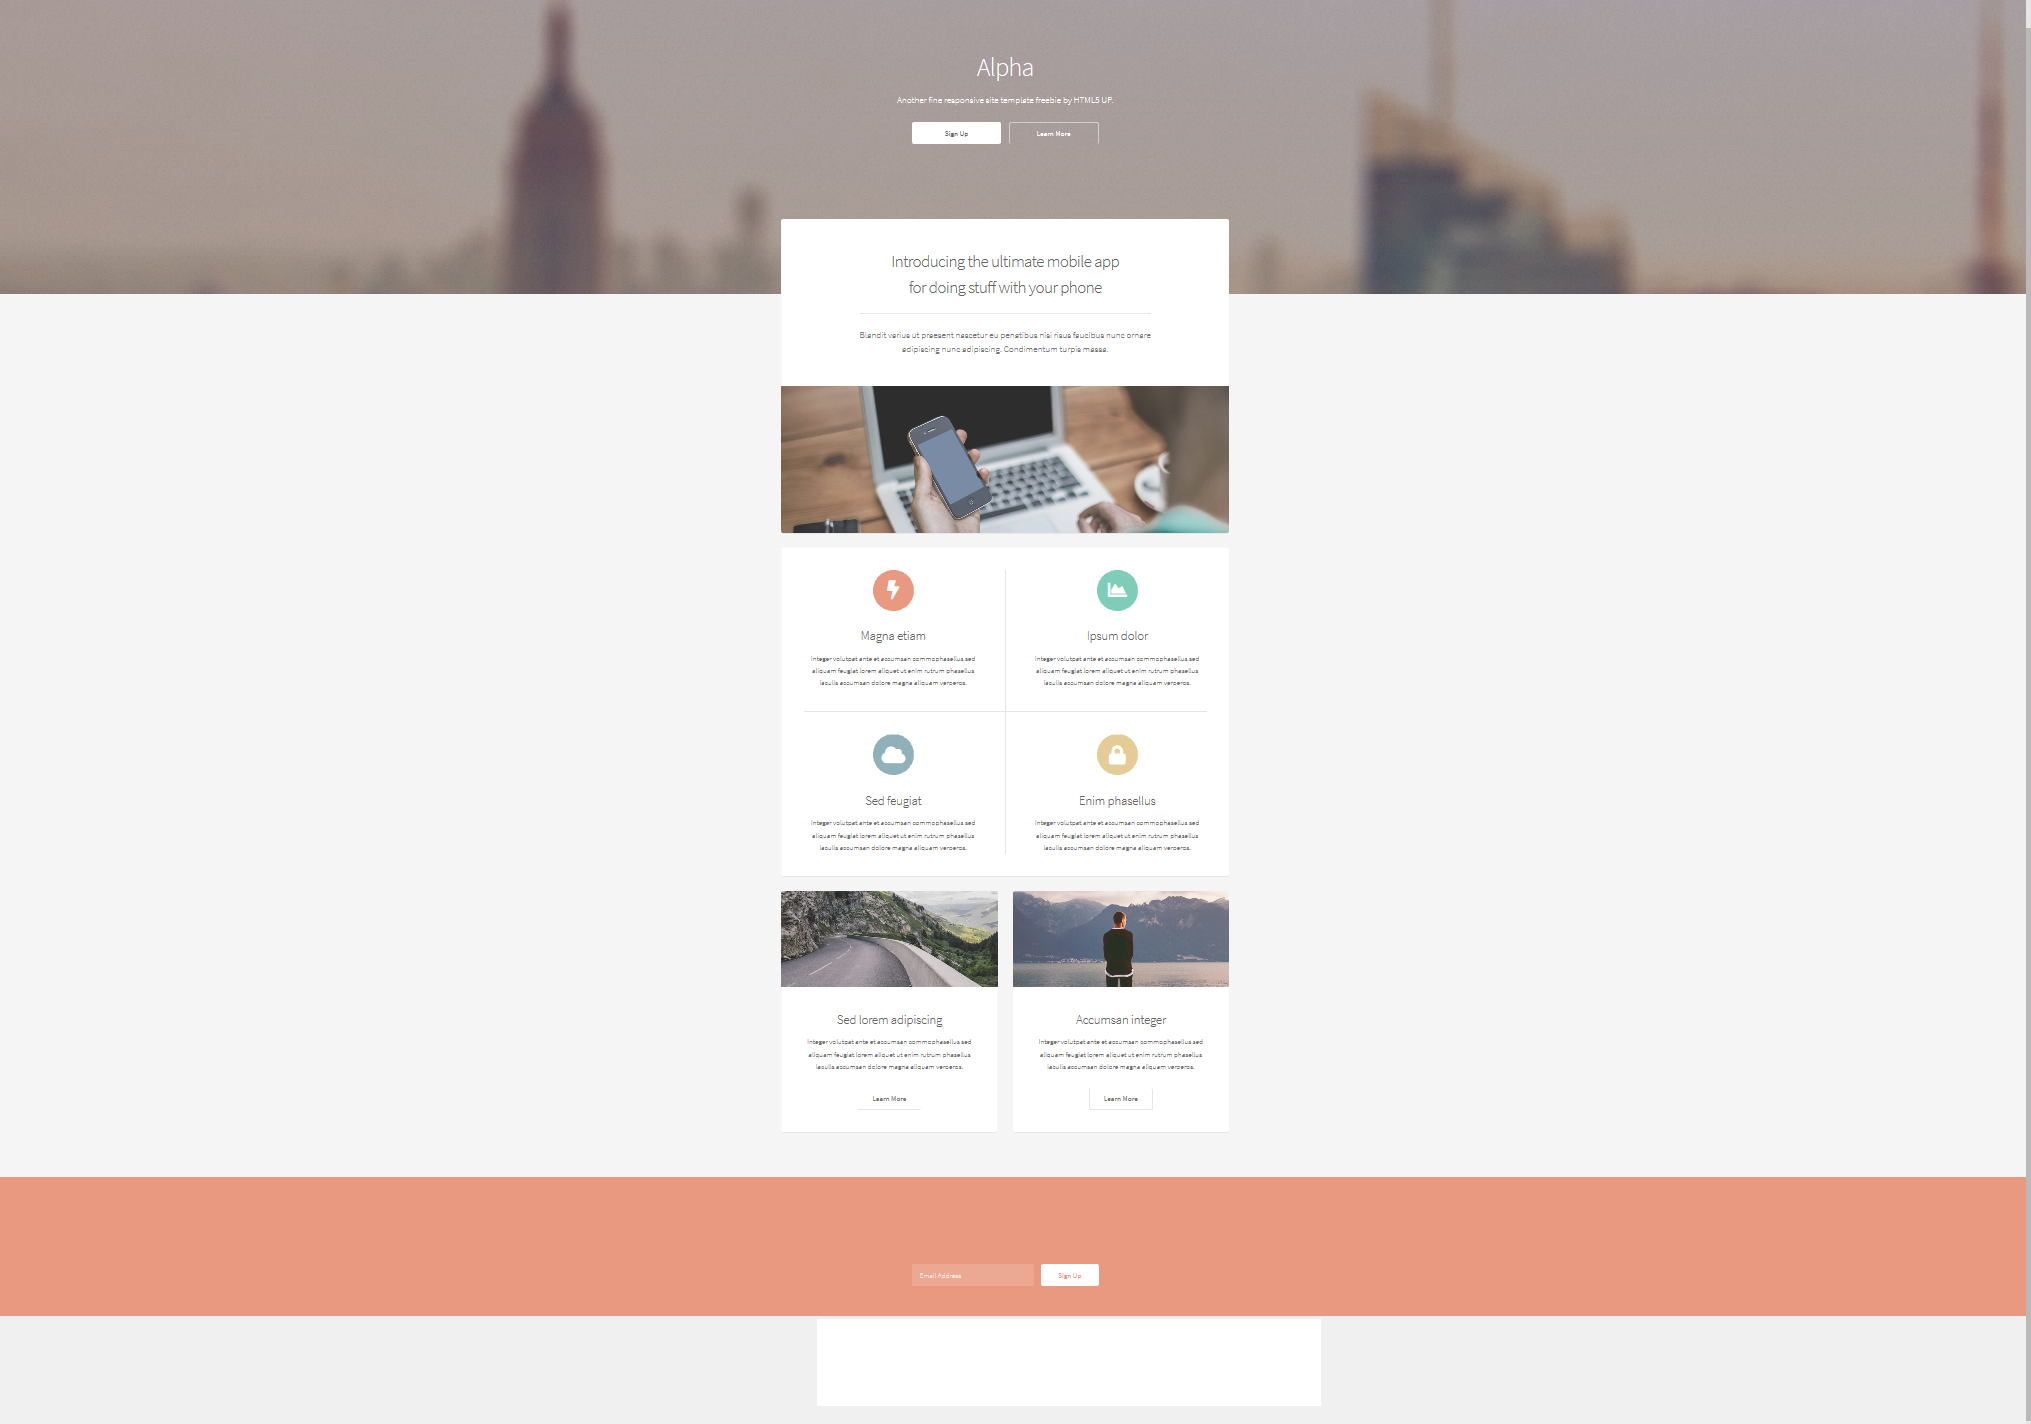 Alpha
Another fine responsive site template freebie by HTML5 UP.
Sign Up
Learn More
Introducing the ultimate mobile app
for doing stuff with your phone
Blandit varius ut praesent nascetur eu penatibus nisi risus faucibus nunc ornare
adipiscing nunc adipiscing. Condimentum turpis massa.
Magna etiam
Integer volutpat ante et accumsan commophasellus sed
aliquam feugiat lorem aliquet ut enim rutrum phasellus
iaculis accumsan dolore magna aliquam veroeros.
Ipsum dolor
Integer volutpat ante et accumsan commophasellus sed
aliquam feugiat lorem aliquet ut enim rutrum phasellus
iaculis accumsan dolore magna aliquam veroeros.
Sed feugiat
Integer volutpat ante et accumsan commophasellus sed
aliquam feugiat lorem aliquet ut enim rutrum phasellus
iaculis accumsan dolore magna aliquam veroeros.
Enim phasellus
Integer volutpat ante et accumsan commophasellus sed
aliquam feugiat lorem aliquet ut enim rutrum phasellus
iaculis accumsan dolore magna aliquam veroeros.
Sed lorem adipiscing
Integer volutpat ante et accumsan commophasellus sed
aliquam feugiat lorem aliquet ut enim rutrum phasellus
iaculis accumsan dolore magna aliquam veroeros.
Learn More
Accumsan integer
Integer volutpat ante et accumsan commophasellus sed
aliquam feugiat lorem aliquet ut enim rutrum phasellus
iaculis accumsan dolore magna aliquam veroeros.
Learn More
Email Address
Sign Up